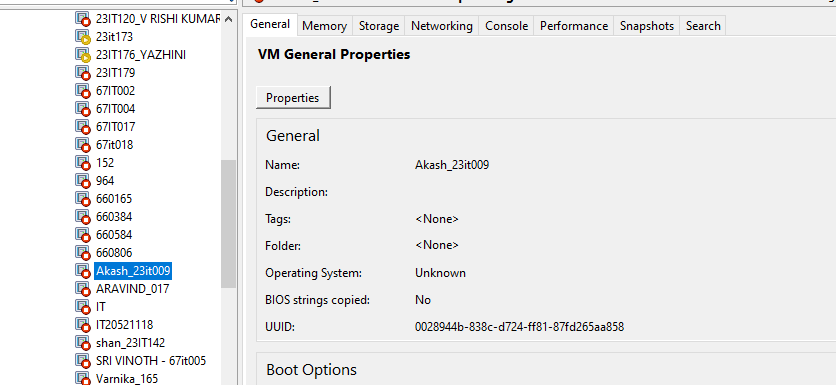 23IT120_V RISHI KUMAR
23it173
23IT176_YAZHINI
23IT179
67IT002
67IT004
67IT017
67it018
152
964
660165
660384
660584
660806
Akash_23it009
ARAVIND_017
IT
IT20521118
shan_23IT142
SRI VINOTH - 67it005
Varnika_165
General Memory Storage Networking Console Performance Snapshots Search
VM General Properties
Properties
General
Name: Akash_23it009
Description:
Tags: <None>
Folder: <None>
Operating System: Unknown
BIOS strings copied: No
UUID: 0028944b-838c-d724-ff81-87fd265aa858
Boot Options